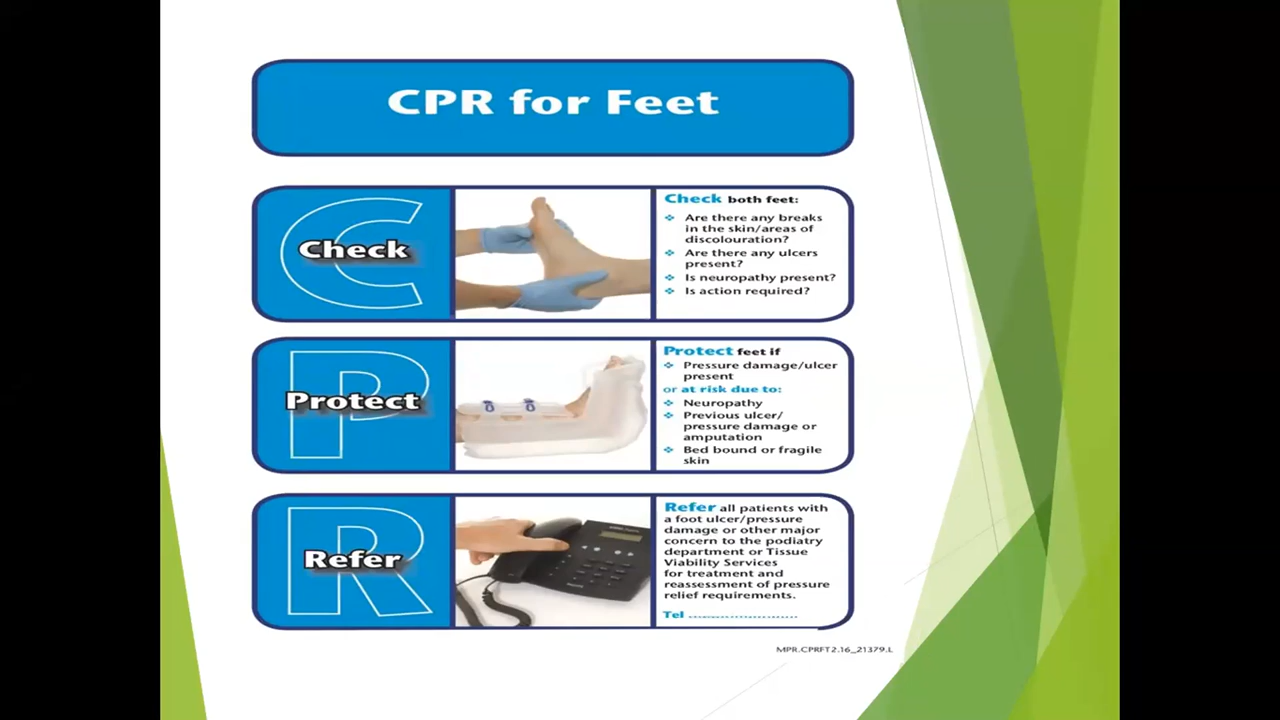 CPR for Feet
Check
Check both feet:
❖ Are there any breaks
in the skin/areas of
discolouration?
❖ Are there any ulcers
present?
❖ Is neuropathy present?
❖ Is action required?
Protect
Protect feet if
❖ Pressure damage/ulcer
present
or at risk due to:
❖ Neuropathy
❖ Previous ulcer/
pressure damage or
amputation
❖ Bed bound or fragile
skin
Refer
Refer all patients with
a foot ulcer/pressure
damage or other major
concern to the podiatry
department or Tissue
Viability Services
for treatment and
reassessment of pressure
relief requirements.
Tel ............................
MPR.CPRFT2.16_21379.L